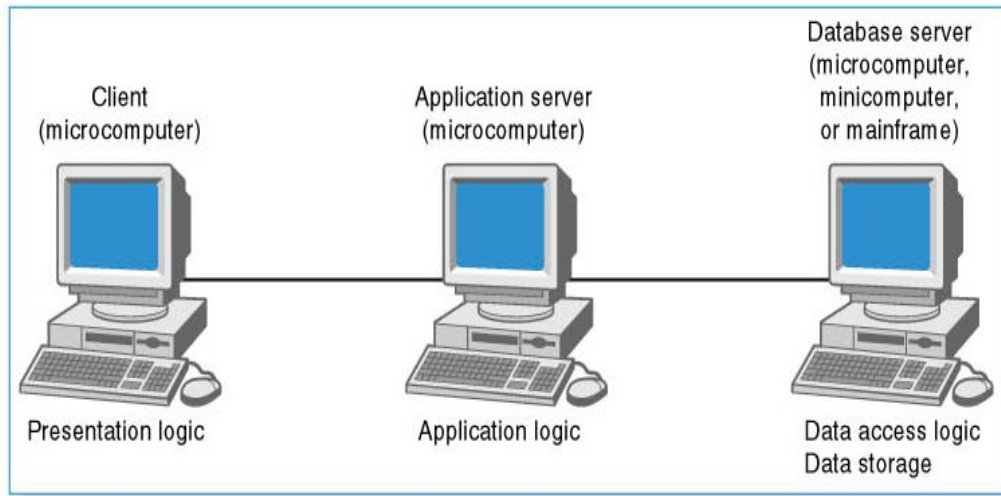 Client
(microcomputer)
Application server
(microcomputer)
Database server
(microcomputer,
minicomputer,
or mainframe)
Presentation logic
Application logic
Data access logic
Data storage